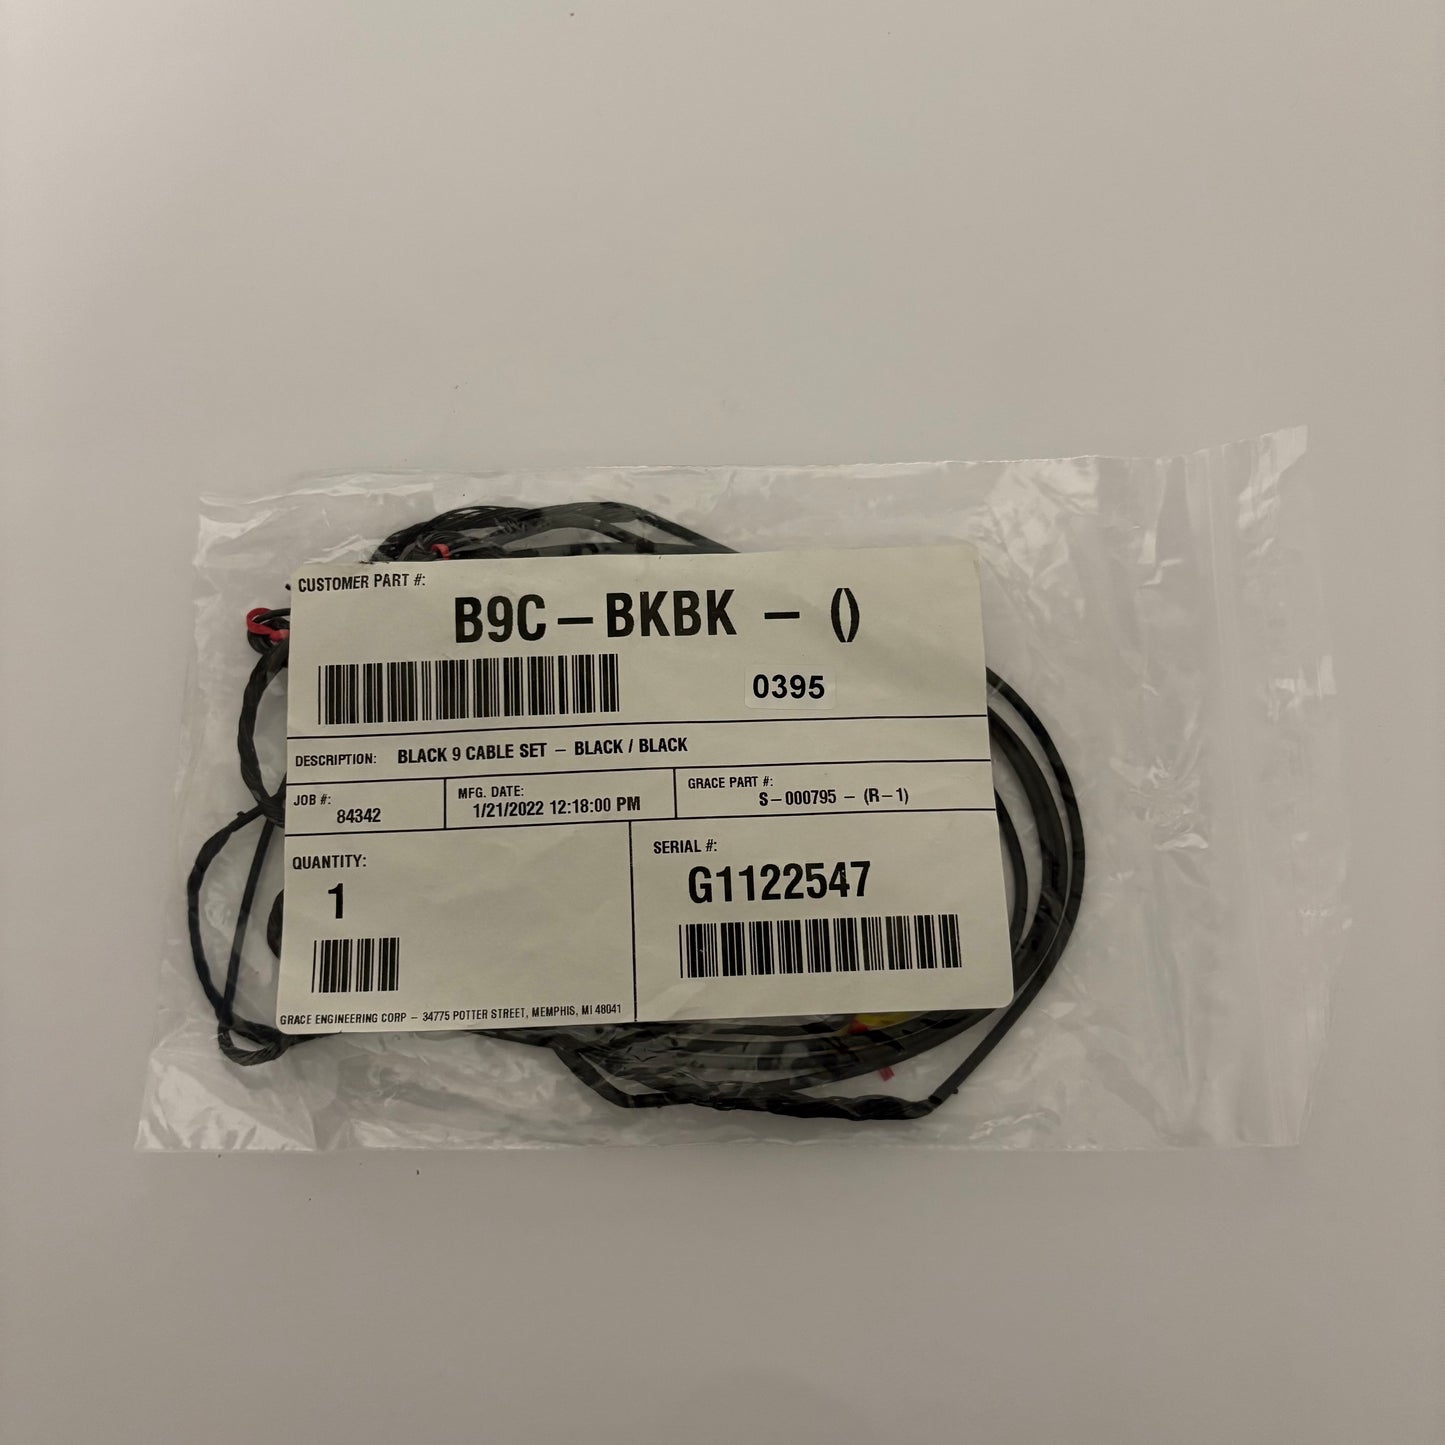 CUSTOMER PART #:
B9C – BKBK – ()
0395
DESCRIPTION: BLACK 9 CABLE SET – BLACK / BLACK
JOB #:
84342
MFG. DATE:
1/21/2022 12:18:00 PM
GRACE PART #:
S – 000795 – (R – 1)
QUANTITY:
1
SERIAL #:
G1122547
GRACE ENGINEERING CORP – 34775 POTTER STREET, MEMPHIS, MI 48041